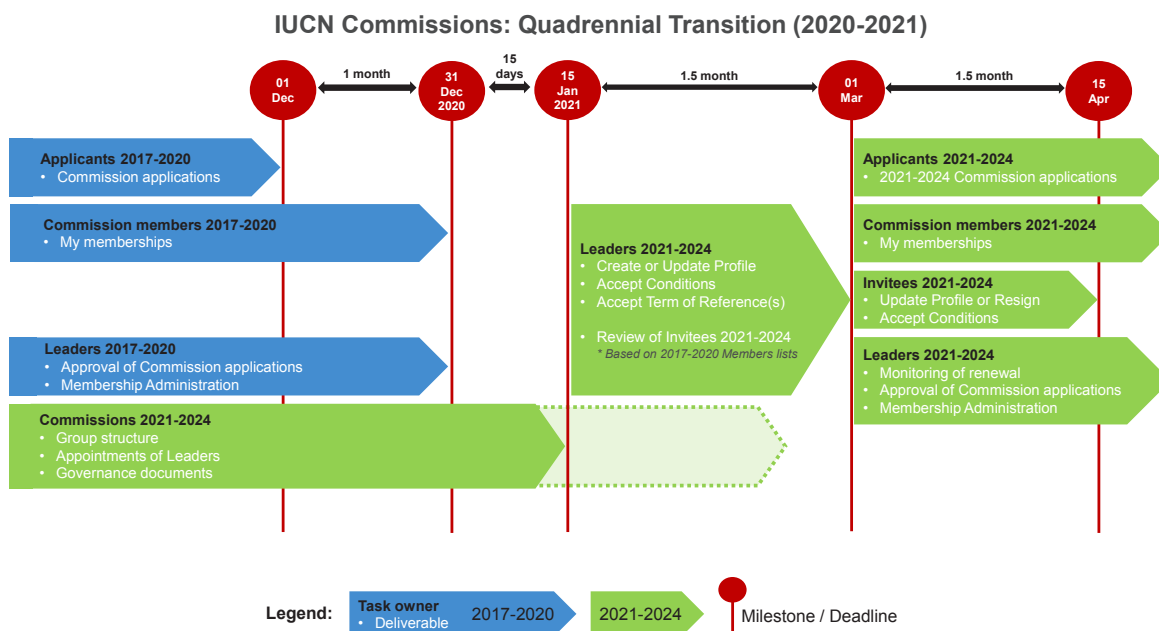 IUCN Commissions: Quadrennial Transition (2020-2021)
01
Dec
1 month
31
Dec
2020
15
days
15
Jan
2021
1.5 month
01
Mar
1.5 month
15
Apr
Applicants 2017-2020
• Commission applications
Commission members 2017-2020
• My memberships
Leaders 2017-2020
• Approval of Commission applications
• Membership Administration
Commissions 2021-2024
• Group structure
• Appointments of Leaders
• Governance documents
Leaders 2021-2024
• Create or Update Profile
• Accept Conditions
• Accept Term of Reference(s)
• Review of Invitees 2021-2024
* Based on 2017-2020 Members lists
Applicants 2021-2024
• 2021-2024 Commission applications
Commission members 2021-2024
• My memberships
Invitees 2021-2024
• Update Profile or Resign
• Accept Conditions
Leaders 2021-2024
• Monitoring of renewal
• Approval of Commission applications
• Membership Administration
Legend:
Task owner
• Deliverable
2017-2020
2021-2024
Milestone / Deadline